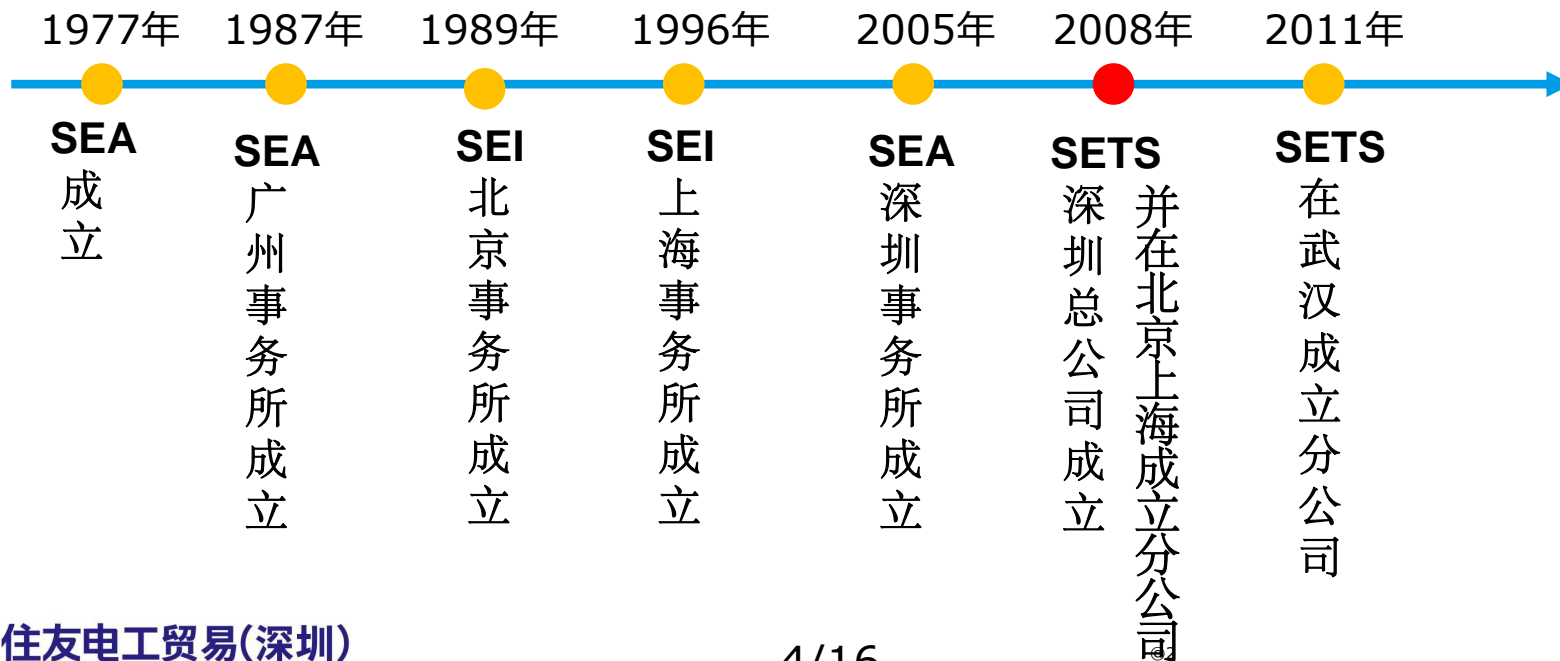 1977年
1987年
1989年
1996年
2005年
2008年
2011年
SEA
成立
SEA
广州事务所成立
SEI
北京事务所成立
SEI
上海事务所成立
SEA
深圳事务所成立
SETS
深圳总公司成立
并在北京上海成立分公司
SETS
在武汉成立分公司
住友电工贸易(深圳)
4/16